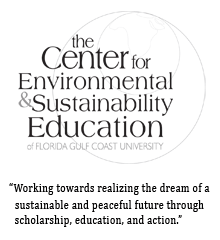 the
Center for
Environmental
& Sustainability
Education
of FLORIDA GULF COAST UNIVERSITY
“Working towards realizing the dream of a
sustainable and peaceful future through
scholarship, education, and action.”